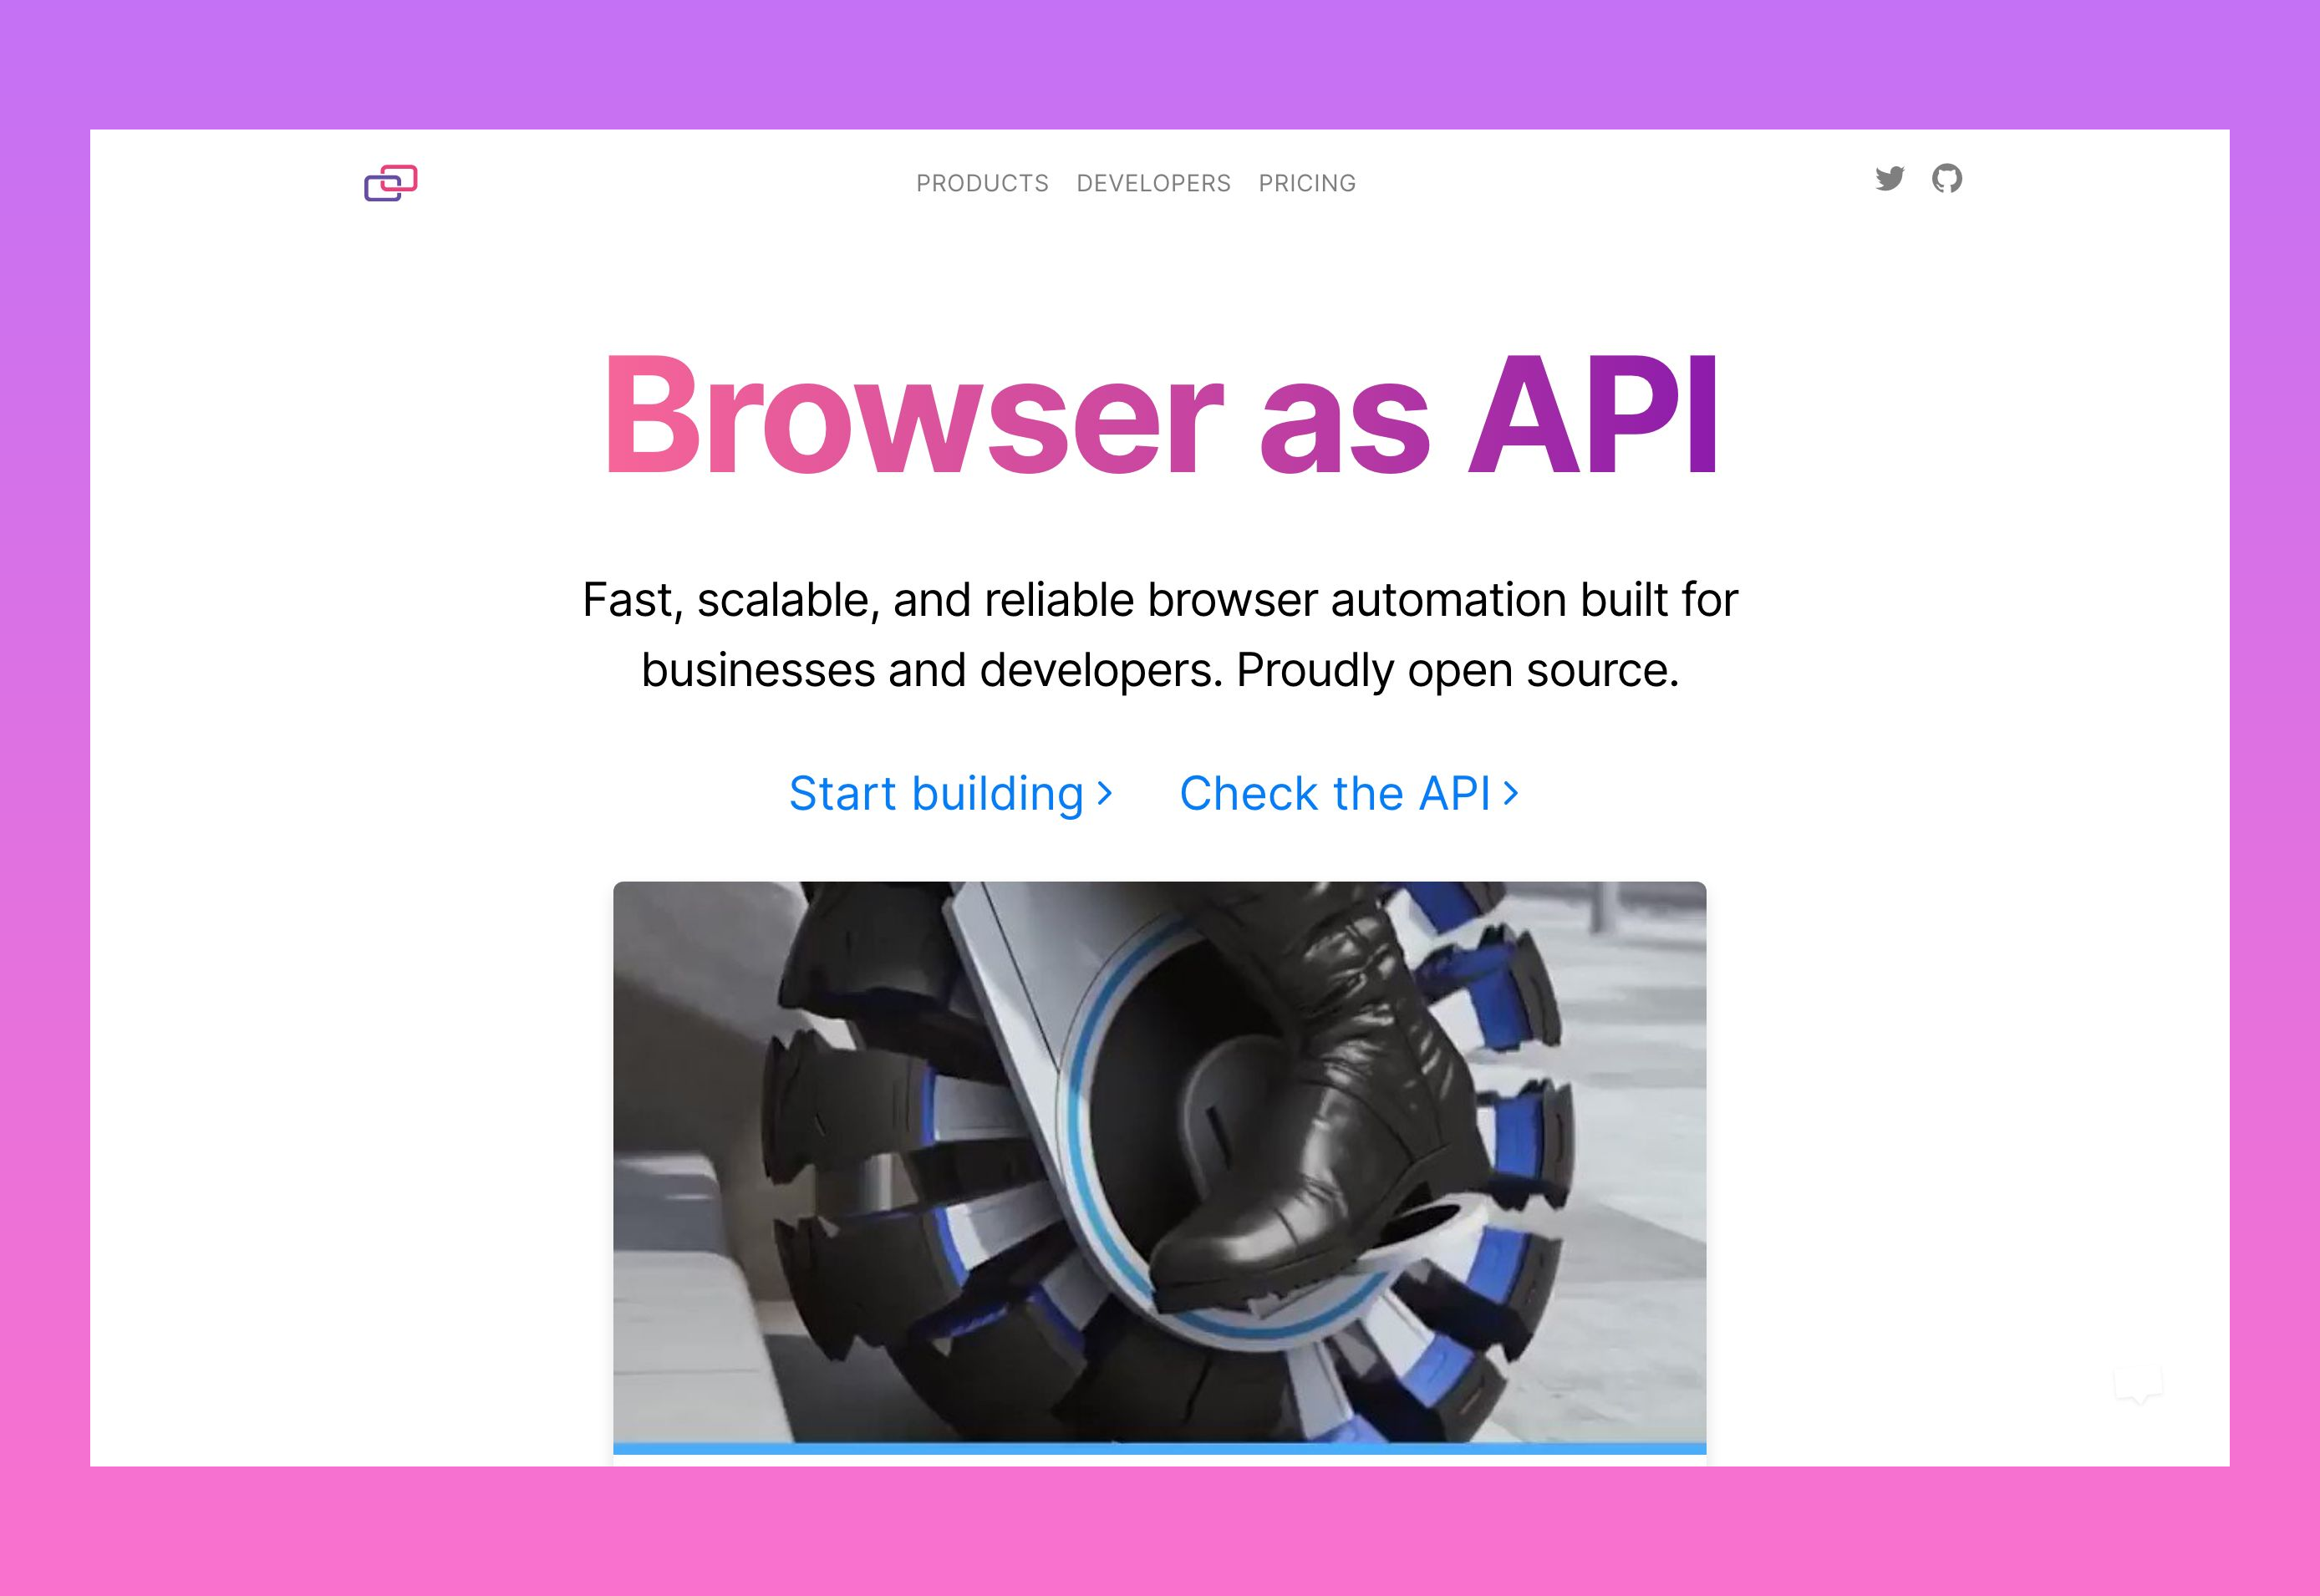 PRODUCTS DEVELOPERS PRICING
Browser as API
Fast, scalable, and reliable browser automation built for
businesses and developers. Proudly open source.
Start building › Check the API ›